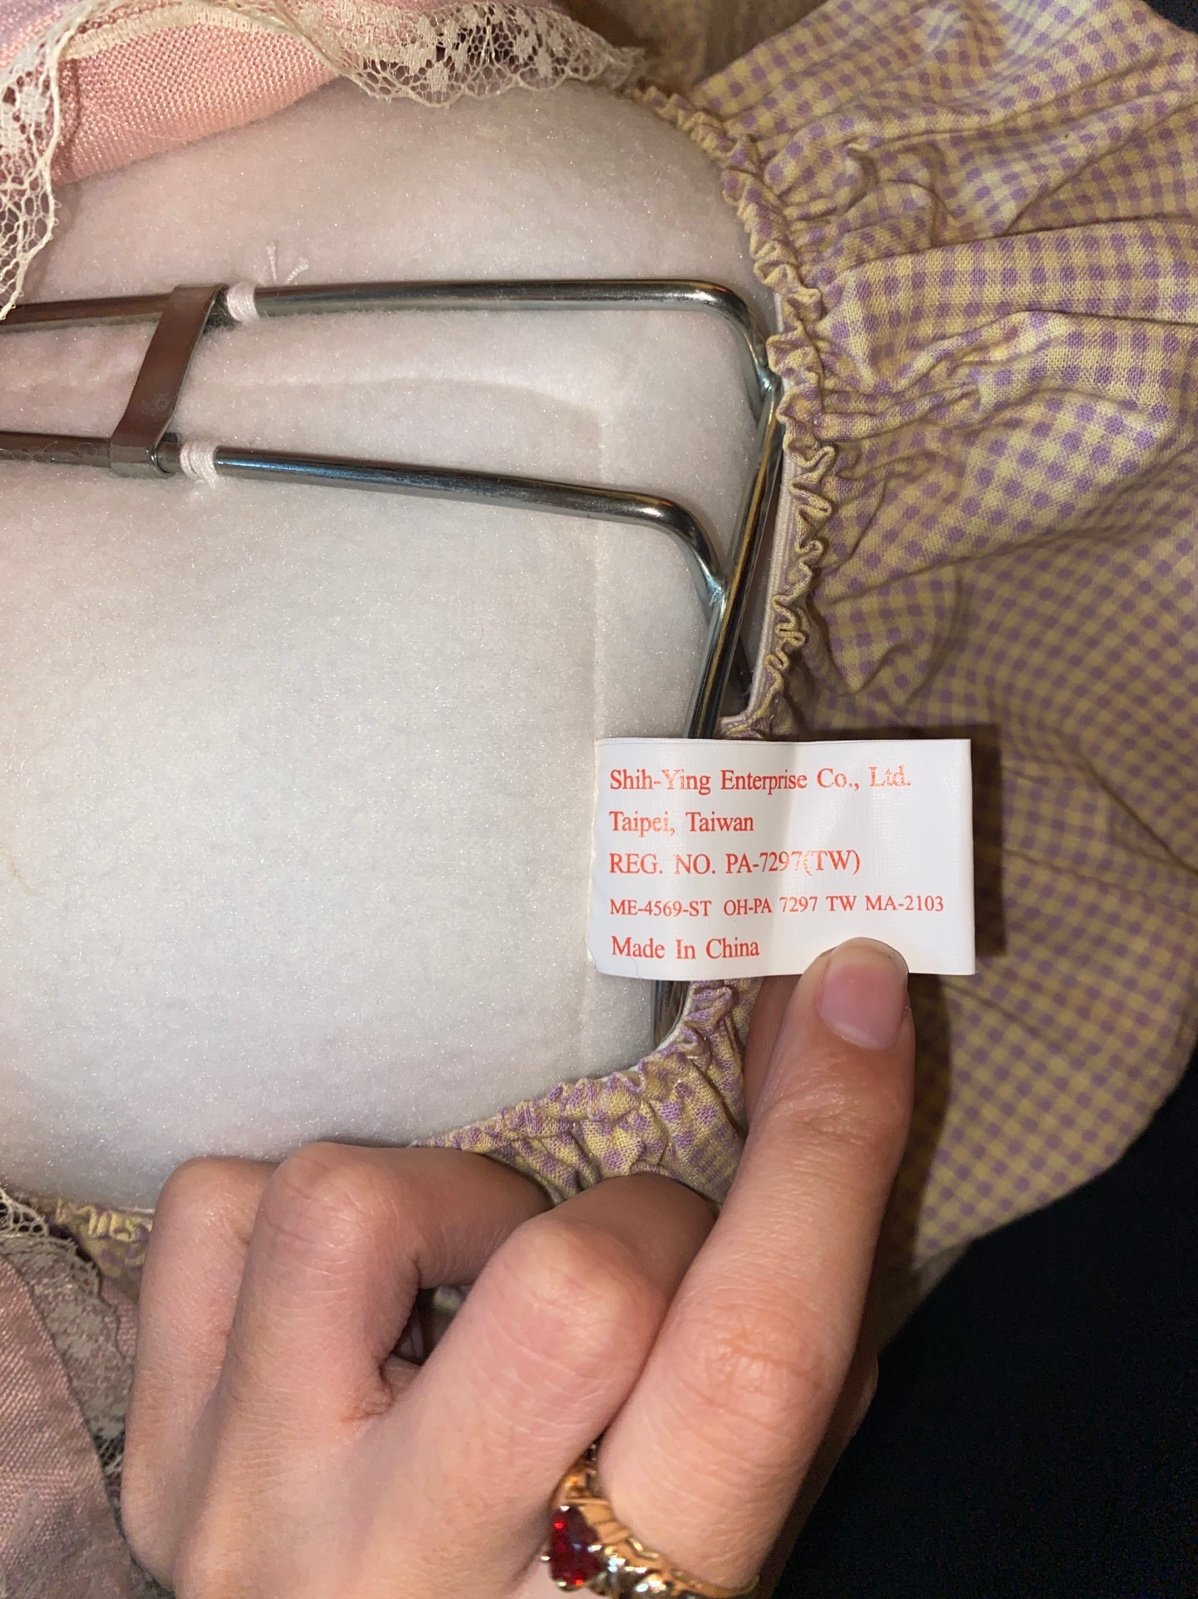 Shih-Ying Enterprise Co., Ltd.
Taipei, Taiwan
REG. NO. PA-7297(TW)
ME-4569-ST OH-PA 7297 TW MA-2103
Made In China